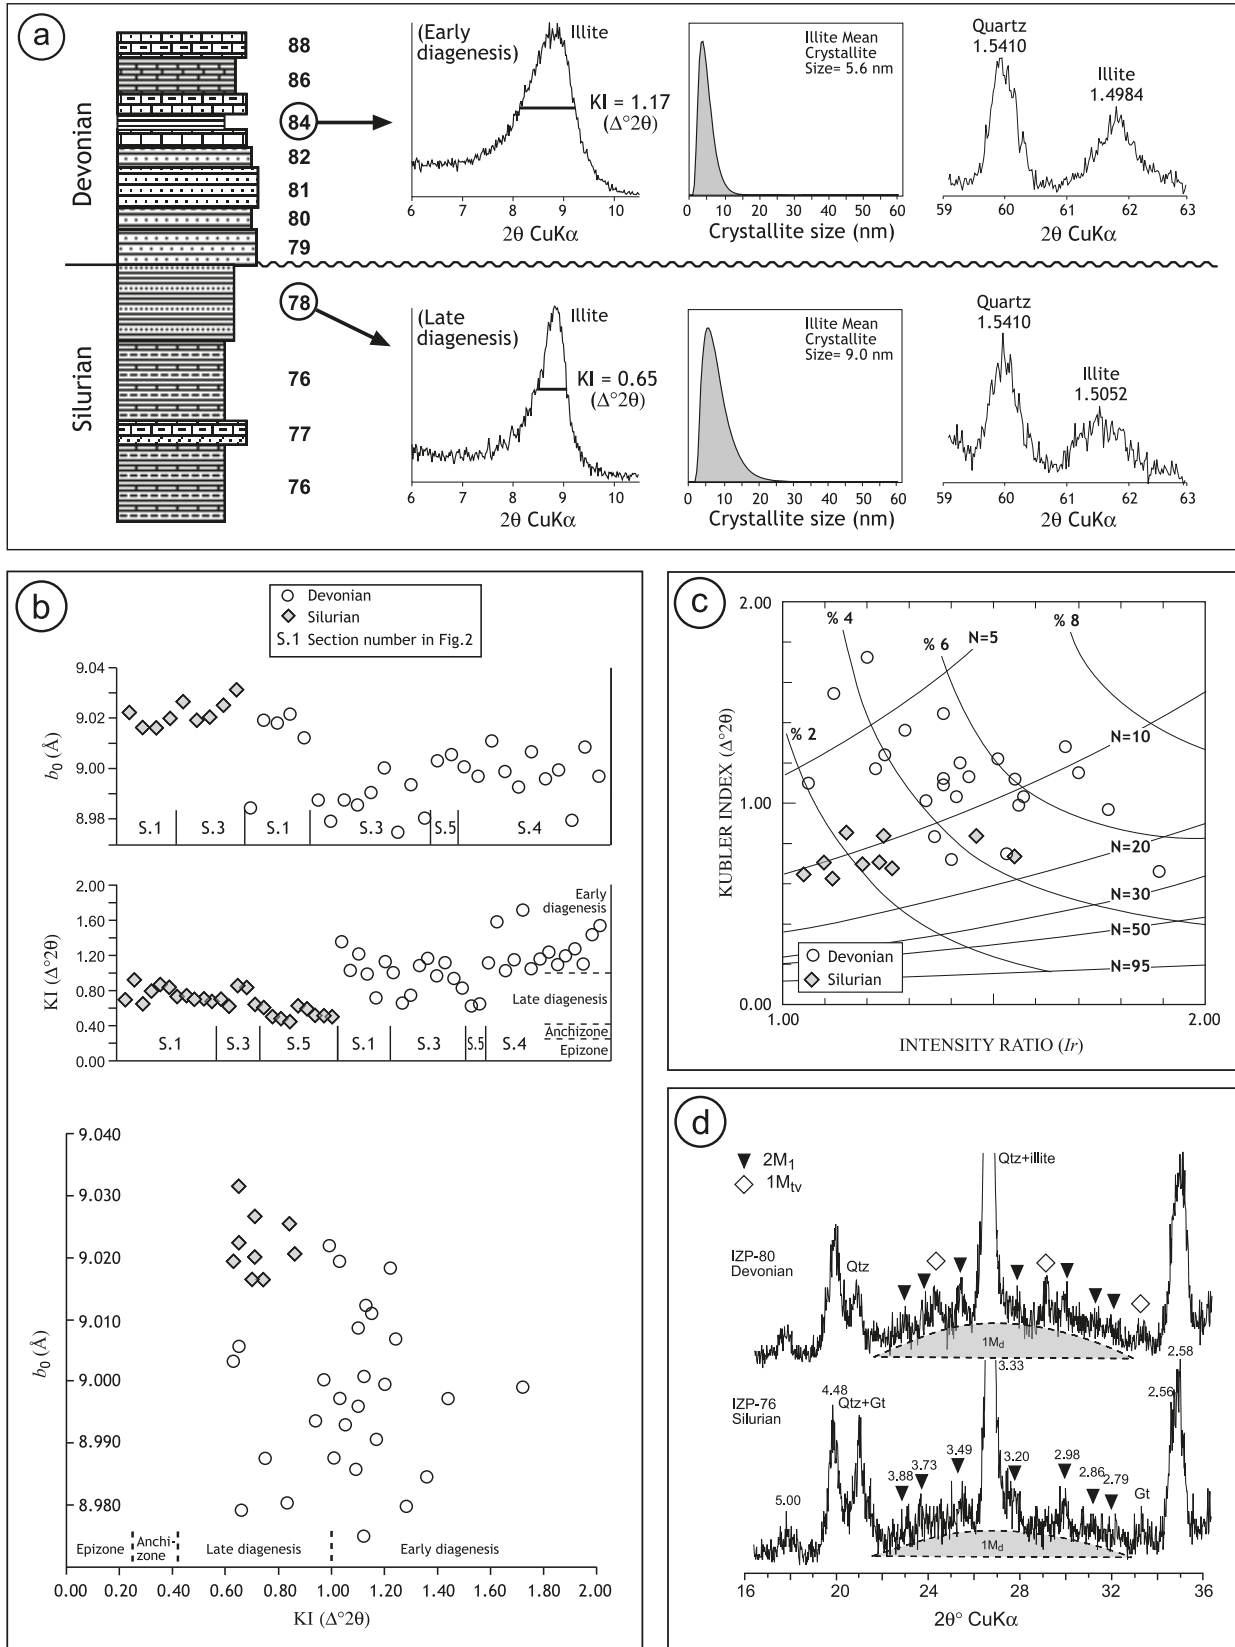 a
Devonian
Silurian
88
86
84
82
81
80
79
78
76
77
76
(Early
diagenesis)
Illite
KI = 1.17
(Δ°2θ)
6 7 8 9 10
2θ CuKα
Illite Mean
Crystallite
Size= 5.6 nm
0 10 20 30 40 50 60
Crystallite size (nm)
Quartz
1.5410
Illite
1.4984
59 60 61 62 63
2θ CuKα
(Late
diagenesis)
Illite
KI = 0.65
(Δ°2θ)
6 7 8 9 10
2θ CuKα
Illite Mean
Crystallite
Size= 9.0 nm
0 10 20 30 40 50 60
Crystallite size (nm)
Quartz
1.5410
Illite
1.5052
59 60 61 62 63
2θ CuKα
b
Devonian
Silurian
S.1 Section number in Fig.2
9.04
9.02
9.00
8.98
b₀ (Å)
S.1 S.3 S.1 S.3 S.5 S.4
2.00
1.60
1.20
0.80
0.40
0.00
KI (Δ°2θ)
Early
diagenesis
Late diagenesis
Anchizone
Epizone
S.1 S.3 S.5 S.1 S.3 S.5 S.4
9.040
9.030
9.020
9.010
9.000
8.990
8.980
b₀ (Å)
Epizone
Anchi-
zone
Late diagenesis
Early diagenesis
0.00 0.20 0.40 0.60 0.80 1.00 1.20 1.40 1.60 1.80 2.00
KI (Δ°2θ)
c
2.00
1.00
0.00
KUBLER INDEX (Δ°2θ)
% 2
% 4
% 6
% 8
N=5
N=10
N=20
N=30
N=50
N=95
Devonian
Silurian
1.00 2.00
INTENSITY RATIO (Ir)
d
2M₁
1Mtv
IZP-80
Devonian
Qtz
Qtz+illite
1Md
2.58
3.33
IZP-76
Silurian
5.00
4.48
Qtz+Gt
3.88
3.73
3.49
3.20
2.98
2.86
2.79
Gt
2.56
1Md
16 20 24 28 32 36
2θ° CuKα